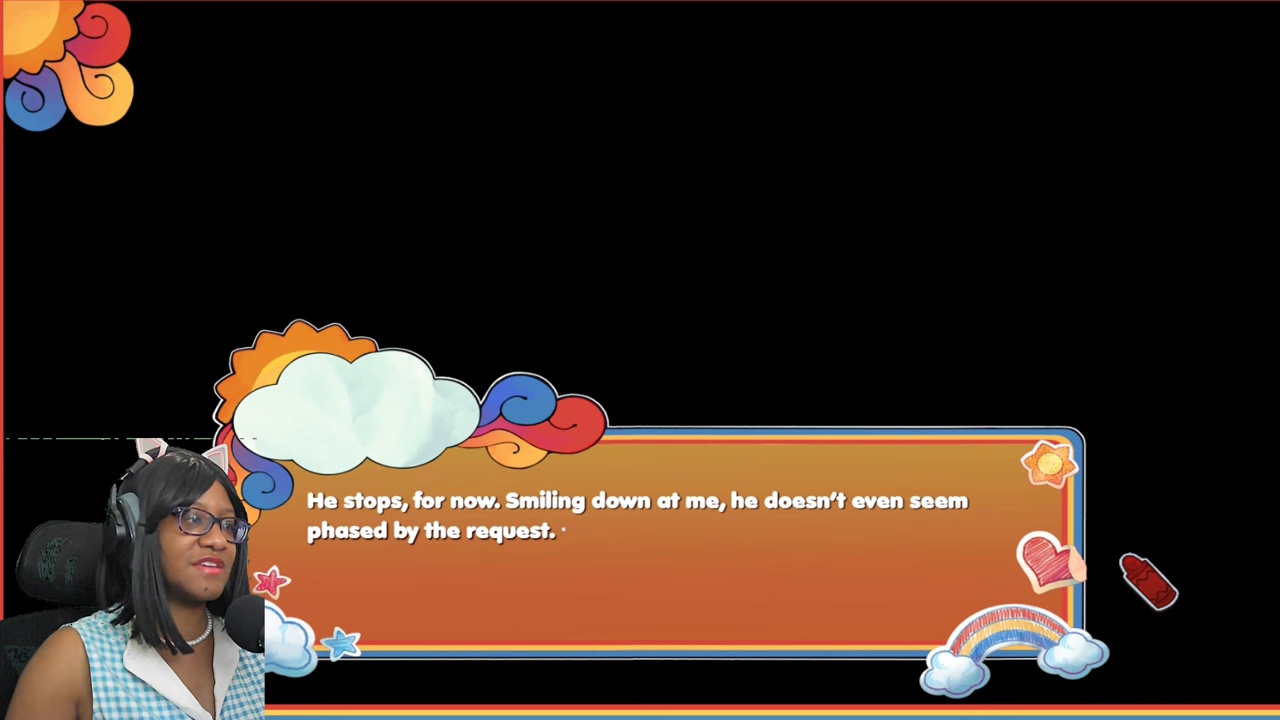 He stops, for now. Smiling down at me, he doesn't even seem
phased by the request.